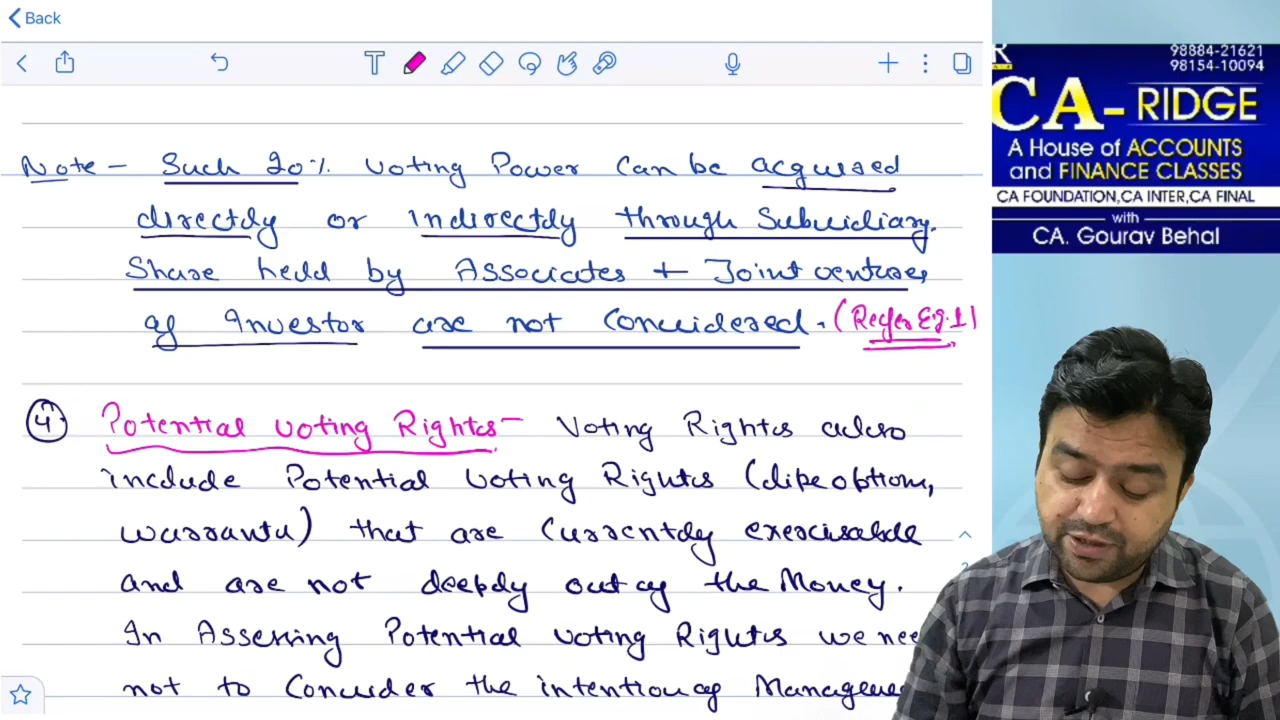 Back
98884-21621
98154-10094
CA-RIDGE
A House of ACCOUNTS
and FINANCE CLASSES
CA FOUNDATION,CA INTER,CA FINAL
with
CA. Gourav Behal
Note - Such 20% Voting Power can be acquired
directly or indirectly through Subsidiary.
Share held by Associates + Joint ventures
of Investor are not Considered. (Refer Eg. 1)
4 Potential Voting Rights - Voting Rights also
include Potential Voting Rights (like options,
warrants) that are Currently exercisable
and are not deeply out of the Money.
In Assessing Potential Voting Rights we nee
not to Consider the intention of Manageme